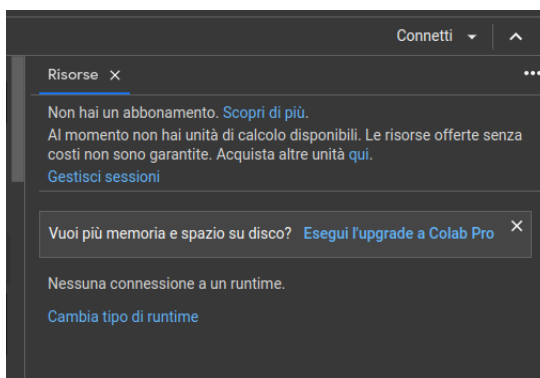 Connetti
Risorse
Non hai un abbonamento. Scopri di più.
Al momento non hai unità di calcolo disponibili. Le risorse offerte senza
costi non sono garantite. Acquista altre unità qui.
Gestisci sessioni
Vuoi più memoria e spazio su disco? Esegui l'upgrade a Colab Pro
Nessuna connessione a un runtime.
Cambia tipo di runtime